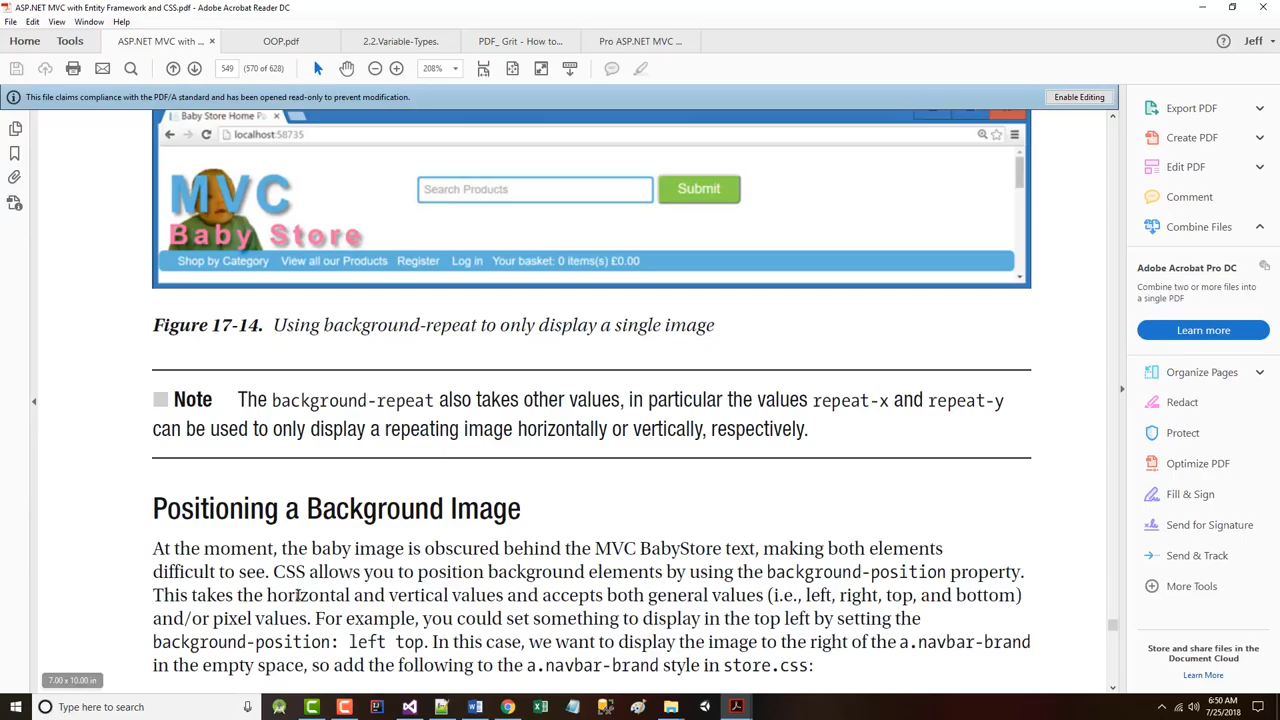 ASP.NET MVC with Entity Framework and CSS.pdf - Adobe Acrobat Reader DC
File Edit View Window Help
Home Tools ASP.NET MVC with ... × OOP.pdf 2.2.Variable-Types. PDF_ Grit - How to... Pro ASP.NET MVC ... Jeff
549 (570 of 628) 208%
This file claims compliance with the PDF/A standard and has been opened read-only to prevent modification. Enable Editing
Baby Store Home Pa
localhost:58735
MVC
Baby Store
Search Products Submit
Shop by Category View all our Products Register Log in Your basket: 0 items(s) £0.00
Figure 17-14. Using background-repeat to only display a single image
Note The background-repeat also takes other values, in particular the values repeat-x and repeat-y
can be used to only display a repeating image horizontally or vertically, respectively.
Positioning a Background Image
At the moment, the baby image is obscured behind the MVC BabyStore text, making both elements
difficult to see. CSS allows you to position background elements by using the background-position property.
This takes the horizontal and vertical values and accepts both general values (i.e., left, right, top, and bottom)
and/or pixel values. For example, you could set something to display in the top left by setting the
background-position: left top. In this case, we want to display the image to the right of the a.navbar-brand
in the empty space, so add the following to the a.navbar-brand style in store.css:
7.00 x 10.00 in
Export PDF
Create PDF
Edit PDF
Comment
Combine Files
Adobe Acrobat Pro DC
Combine two or more files into
a single PDF
Learn more
Organize Pages
Redact
Protect
Optimize PDF
Fill & Sign
Send for Signature
Send & Track
More Tools
Store and share files in the
Document Cloud
Learn More
Type here to search
6:50 AM
7/25/2018